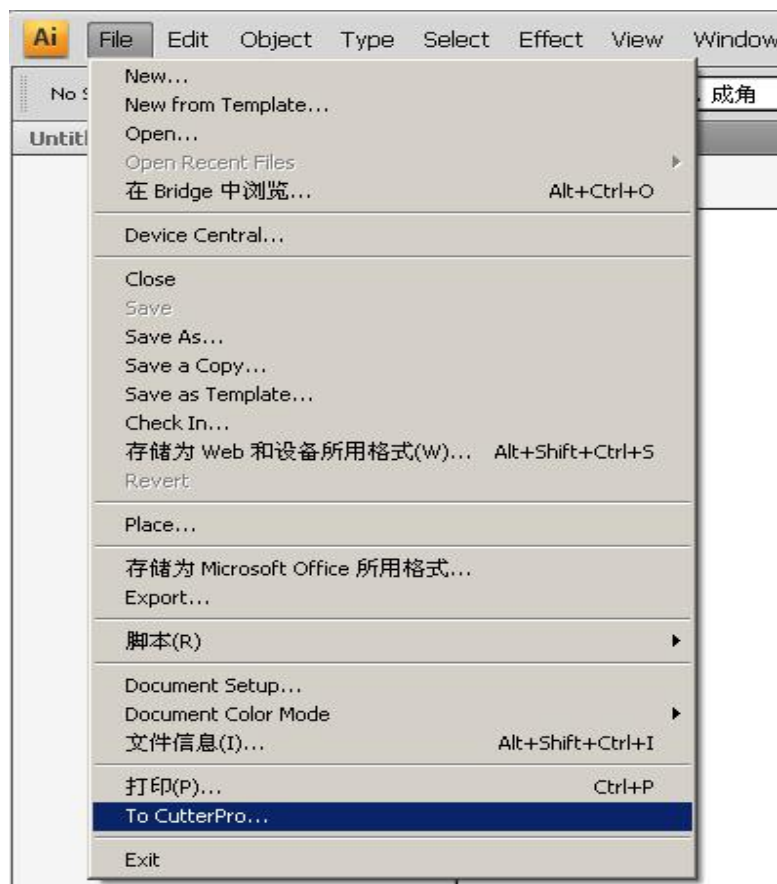 Ai File Edit Object Type Select Effect View Window
No S 成角
Untitl
New...
New from Template...
Open...
Open Recent Files
在 Bridge 中浏览... Alt+Ctrl+O
Device Central...
Close
Save
Save As...
Save a Copy...
Save as Template...
Check In...
存储为 Web 和设备所用格式(W)... Alt+Shift+Ctrl+S
Revert
Place...
存储为 Microsoft Office 所用格式...
Export...
脚本(R)
Document Setup...
Document Color Mode
文件信息(I)... Alt+Shift+Ctrl+I
打印(P)... Ctrl+P
To CutterPro...
Exit